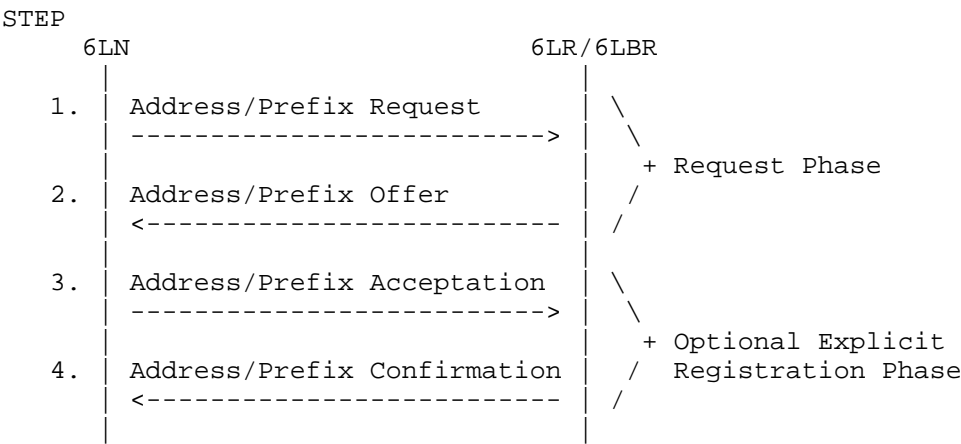 STEP
6LN 6LR/6LBR
1. Address/Prefix Request
+ Request Phase
2. Address/Prefix Offer
3. Address/Prefix Acceptation
+ Optional Explicit
4. Address/Prefix Confirmation Registration Phase